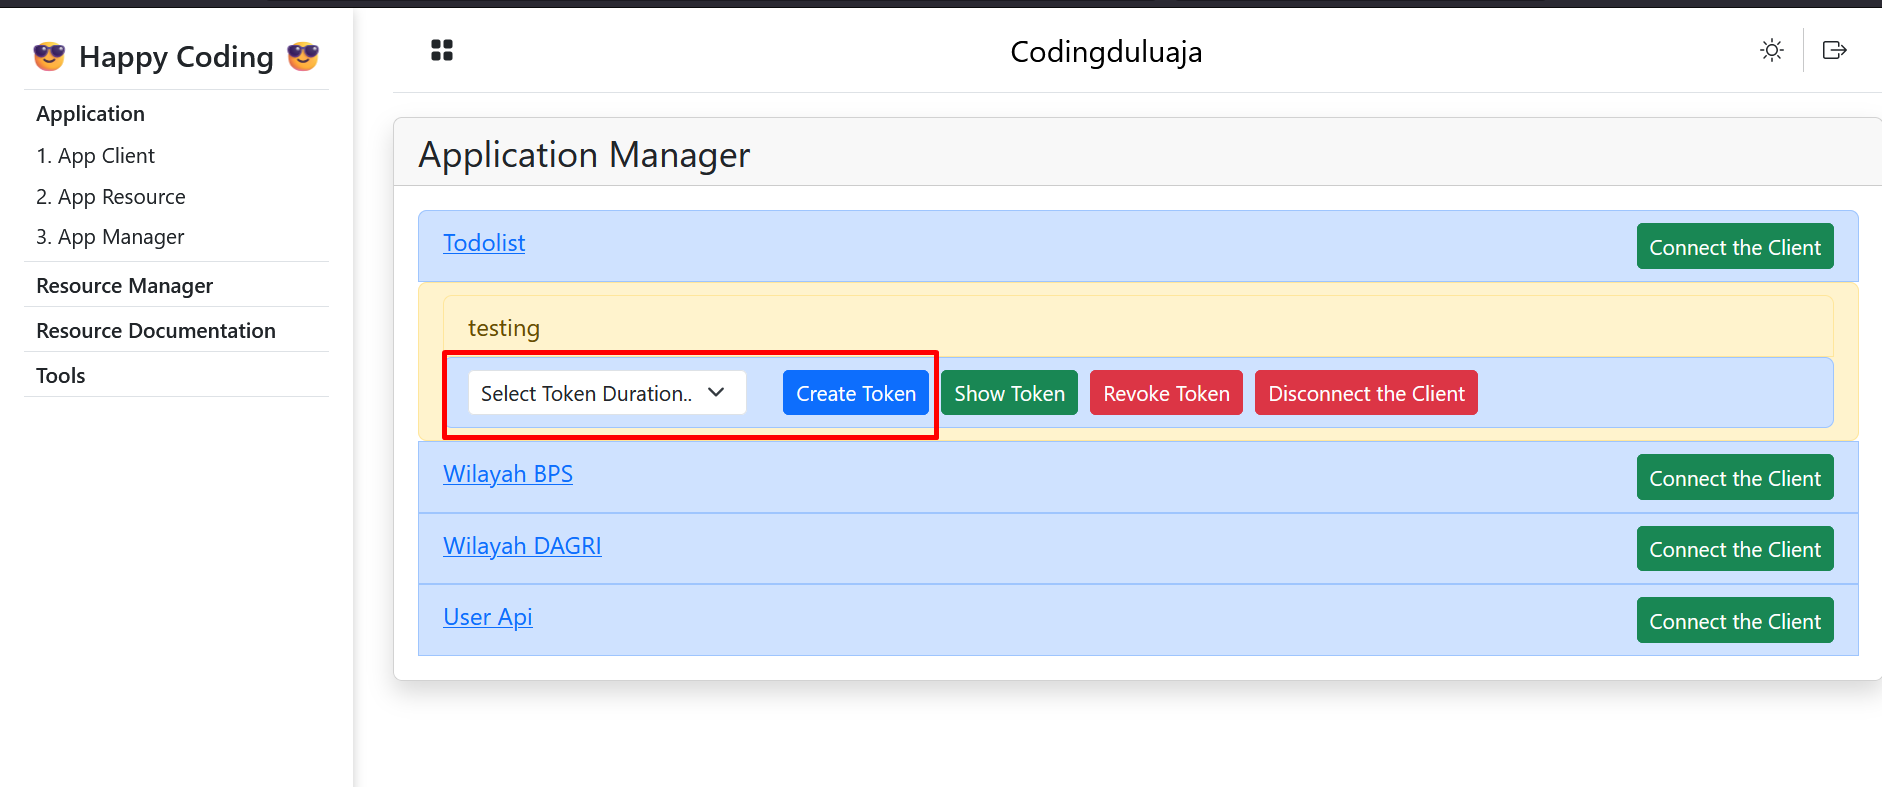 😎 Happy Coding 😎
Application
1. App Client
2. App Resource
3. App Manager
Resource Manager
Resource Documentation
Tools
Codingduluaja
Application Manager
Todolist
Connect the Client
testing
Select Token Duration..
Create Token
Show Token
Revoke Token
Disconnect the Client
Wilayah BPS
Connect the Client
Wilayah DAGRI
Connect the Client
User Api
Connect the Client